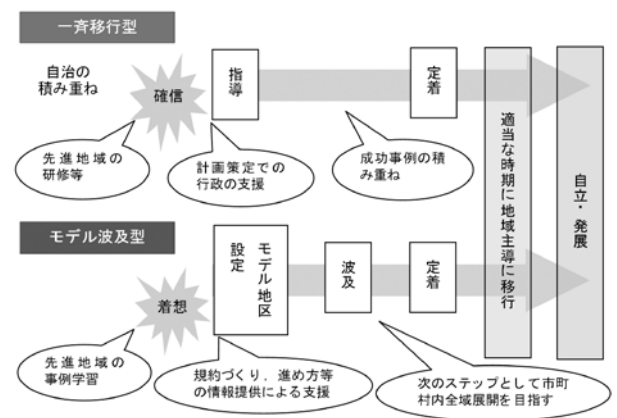 一斉移行型
自治の
積み重ね
確信
指導
定着
先進地域の
研修等
計画策定での
行政の支援
成功事例の積
み重ね
適当な時期に地域主導に移行
自立・発展
モデル波及型
着想
モデル地区
設定
波及
定着
先進地域の
事例学習
規約づくり，進め方等
の情報提供による支援
次のステップとして市町
村内全域展開を目指す